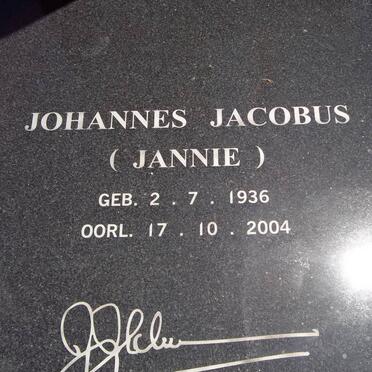 JOHANNES JACOBUS
( JANNIE )
GEB. 2 . 7 . 1936
OORL. 17 . 10 . 2004